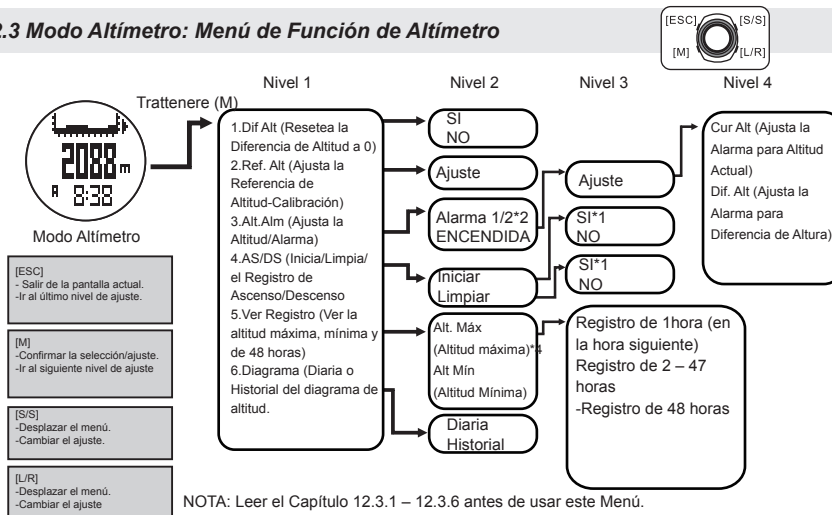 2.3 Modo Altímetro: Menú de Función de Altímetro
[ESC]
[S/S]
[M]
[L/R]
Nivel 1
Nivel 2
Nivel 3
Nivel 4
Trattenere (M)
2088 m
A 8:38
Modo Altímetro
[ESC]
- Salir de la pantalla actual.
-Ir al último nivel de ajuste.
[M]
-Confirmar la selección/ajuste.
-Ir al siguiente nivel de ajuste
[S/S]
-Desplazar el menú.
-Cambiar el ajuste.
[L/R]
-Desplazar el menú.
-Cambiar el ajuste
1.Dif Alt (Resetea la
Diferencia de Altitud a 0)
2.Ref. Alt (Ajusta la
Referencia de
Altitud-Calibración)
3.Alt.Alm (Ajusta la
Altitud/Alarma)
4.AS/DS (Inicia/Limpia/
el Registro de
Ascenso/Descenso
5.Ver Registro (Ver la
altitud máxima, mínima y
de 48 horas)
6.Diagrama (Diaria o
Historial del diagrama de
altitud.
SI
NO
Ajuste
Alarma 1/2*2
ENCENDIDA
Iniciar
Limpiar
Alt. Máx
(Altitud máxima)*4
Alt Mín
(Altitud Mínima)
Diaria
Historial
Ajuste
SI*1
NO
SI*1
NO
Registro de 1hora (en
la hora siguiente)
Registro de 2 – 47
horas
-Registro de 48 horas
Cur Alt (Ajusta la
Alarma para Altitud
Actual)
Dif. Alt (Ajusta la
Alarma para
Diferencia de Altura)
NOTA: Leer el Capítulo 12.3.1 – 12.3.6 antes de usar este Menú.